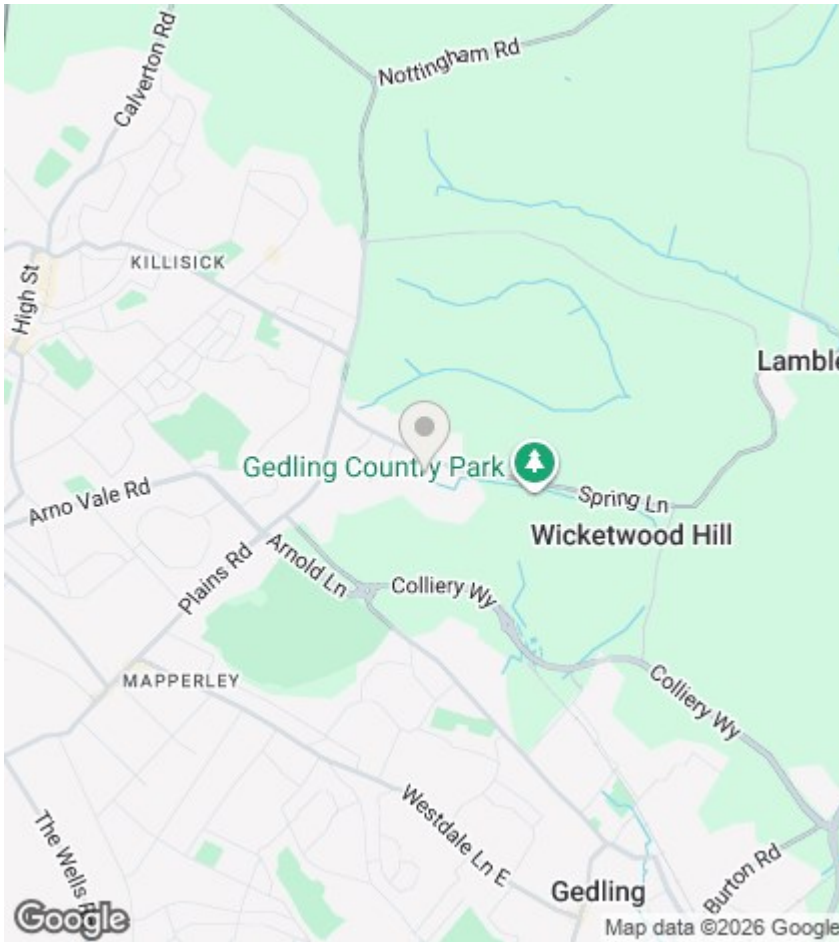 Calverton Rd
Nottingham Rd
KILLISICK
High St
Lamble
Gedling Country Park
Arno Vale Rd
Spring Ln
Wicketwood Hill
Plains Rd
Arnold Ln
Colliery Wy
MAPPERLEY
Colliery Wy
Westdale Ln E
The Wells R
Gedling
Burton Rd
Google
Map data ©2026 Google